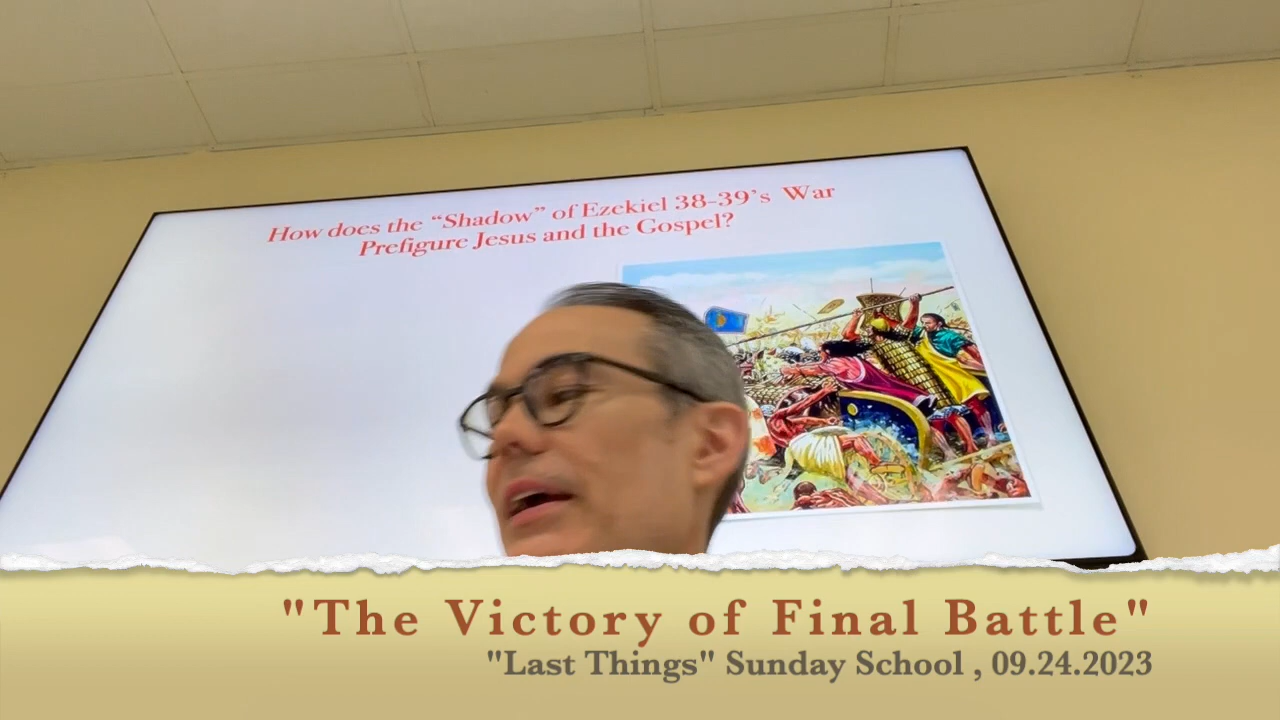 How does the “Shadow” of Ezekiel 38-39’s War
Prefigure Jesus and the Gospel?
"The Victory of Final Battle"
"Last Things" Sunday School , 09.24.2023